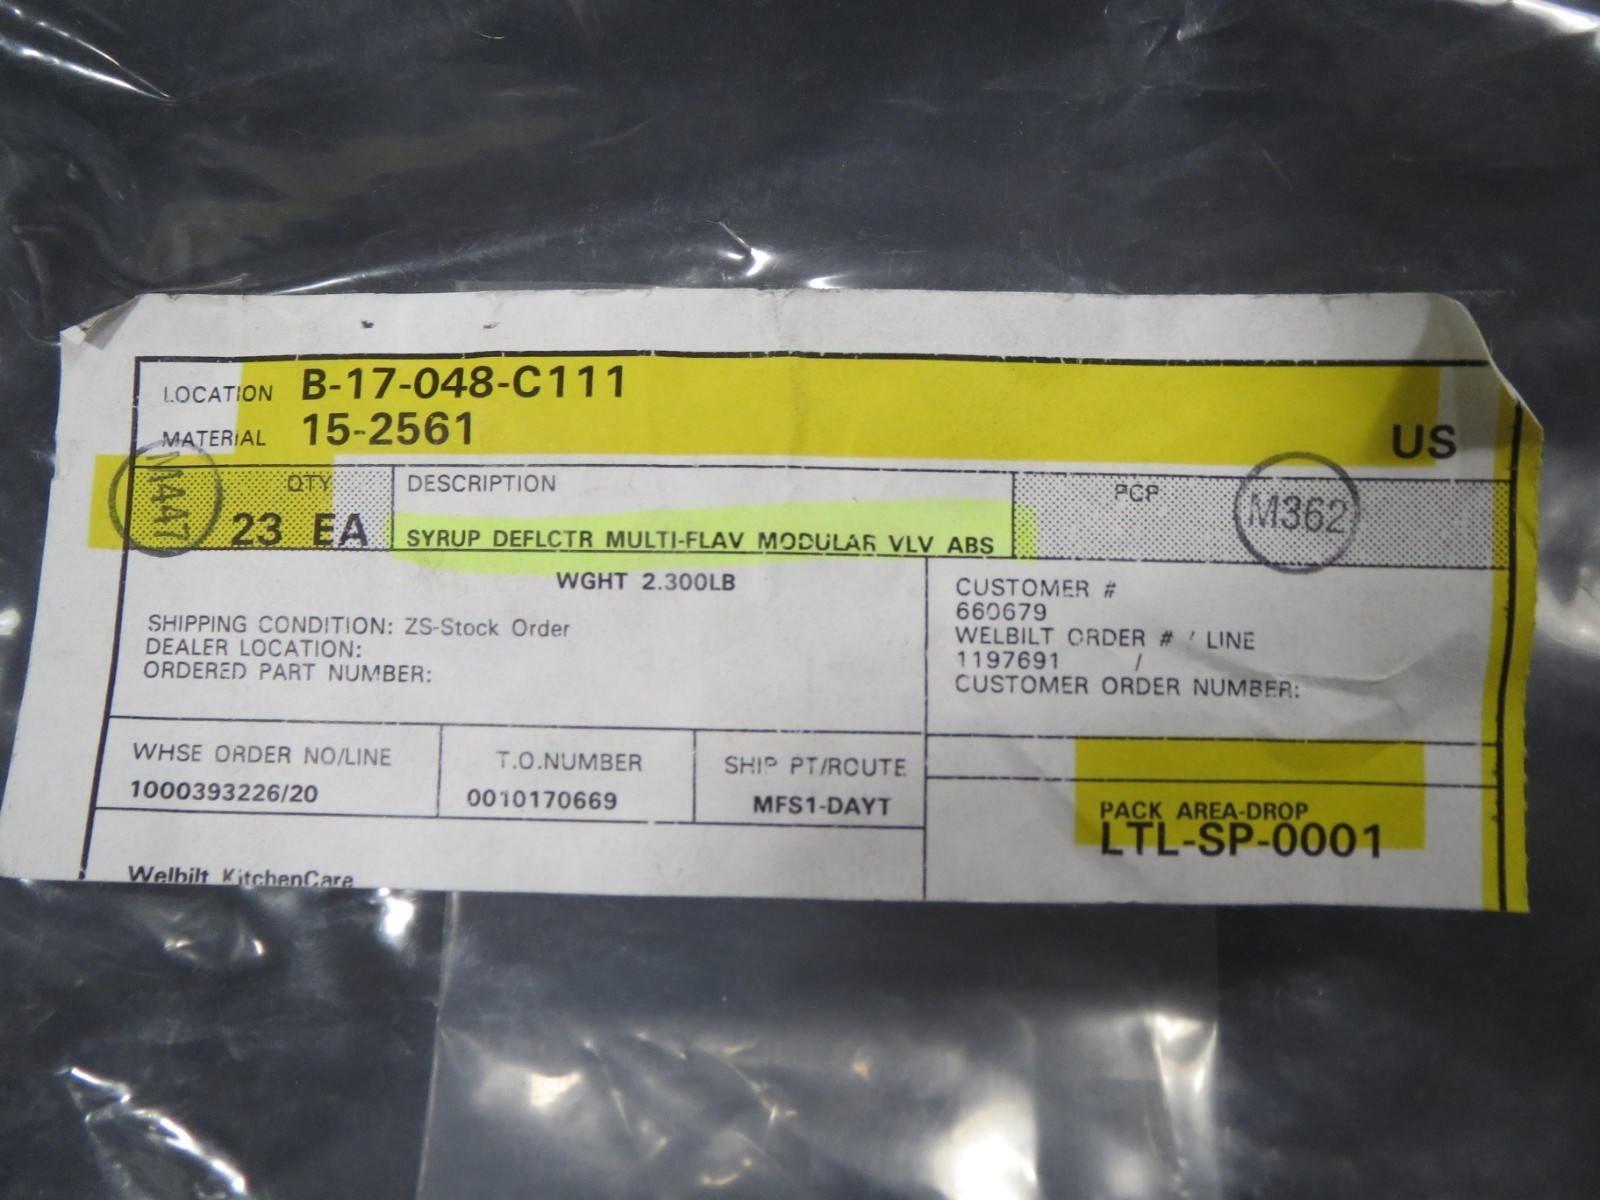 LOCATION B-17-048-C111
MATERIAL 15-2561
US
M447
QTY
23 EA
DESCRIPTION
SYRUP DEFLCTR MULTI-FLAV MODULAR VLV ABS
PCP
M362
WGHT 2.300LB
SHIPPING CONDITION: ZS-Stock Order
DEALER LOCATION:
ORDERED PART NUMBER:
CUSTOMER #
660679
WELBILT ORDER # / LINE
1197691 /
CUSTOMER ORDER NUMBER:
WHSE ORDER NO/LINE
1000393226/20
T.O.NUMBER
0010170669
SHIP PT/ROUTE
MFS1-DAYT
PACK AREA-DROP
LTL-SP-0001
Welbilt KitchenCare